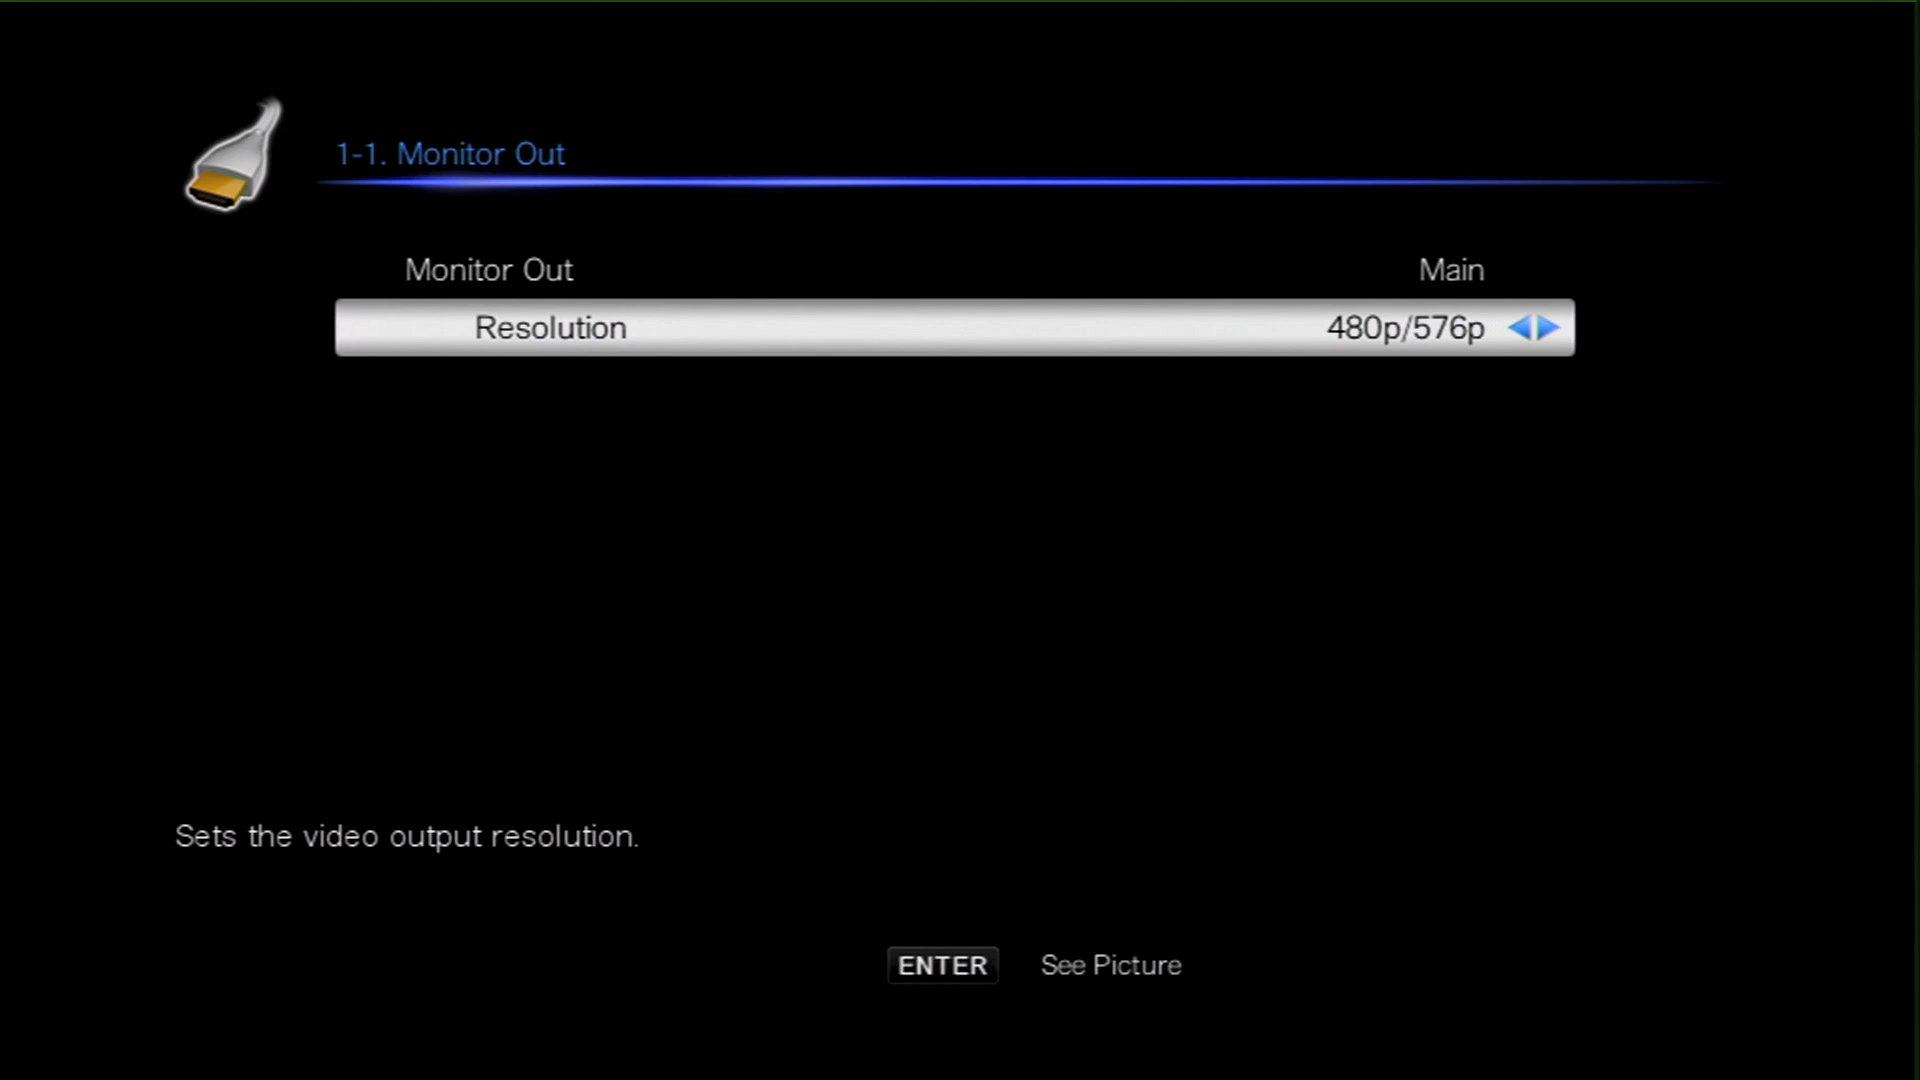 1-1. Monitor Out
Monitor Out Main
Resolution 480p/576p
Sets the video output resolution.
ENTER See Picture